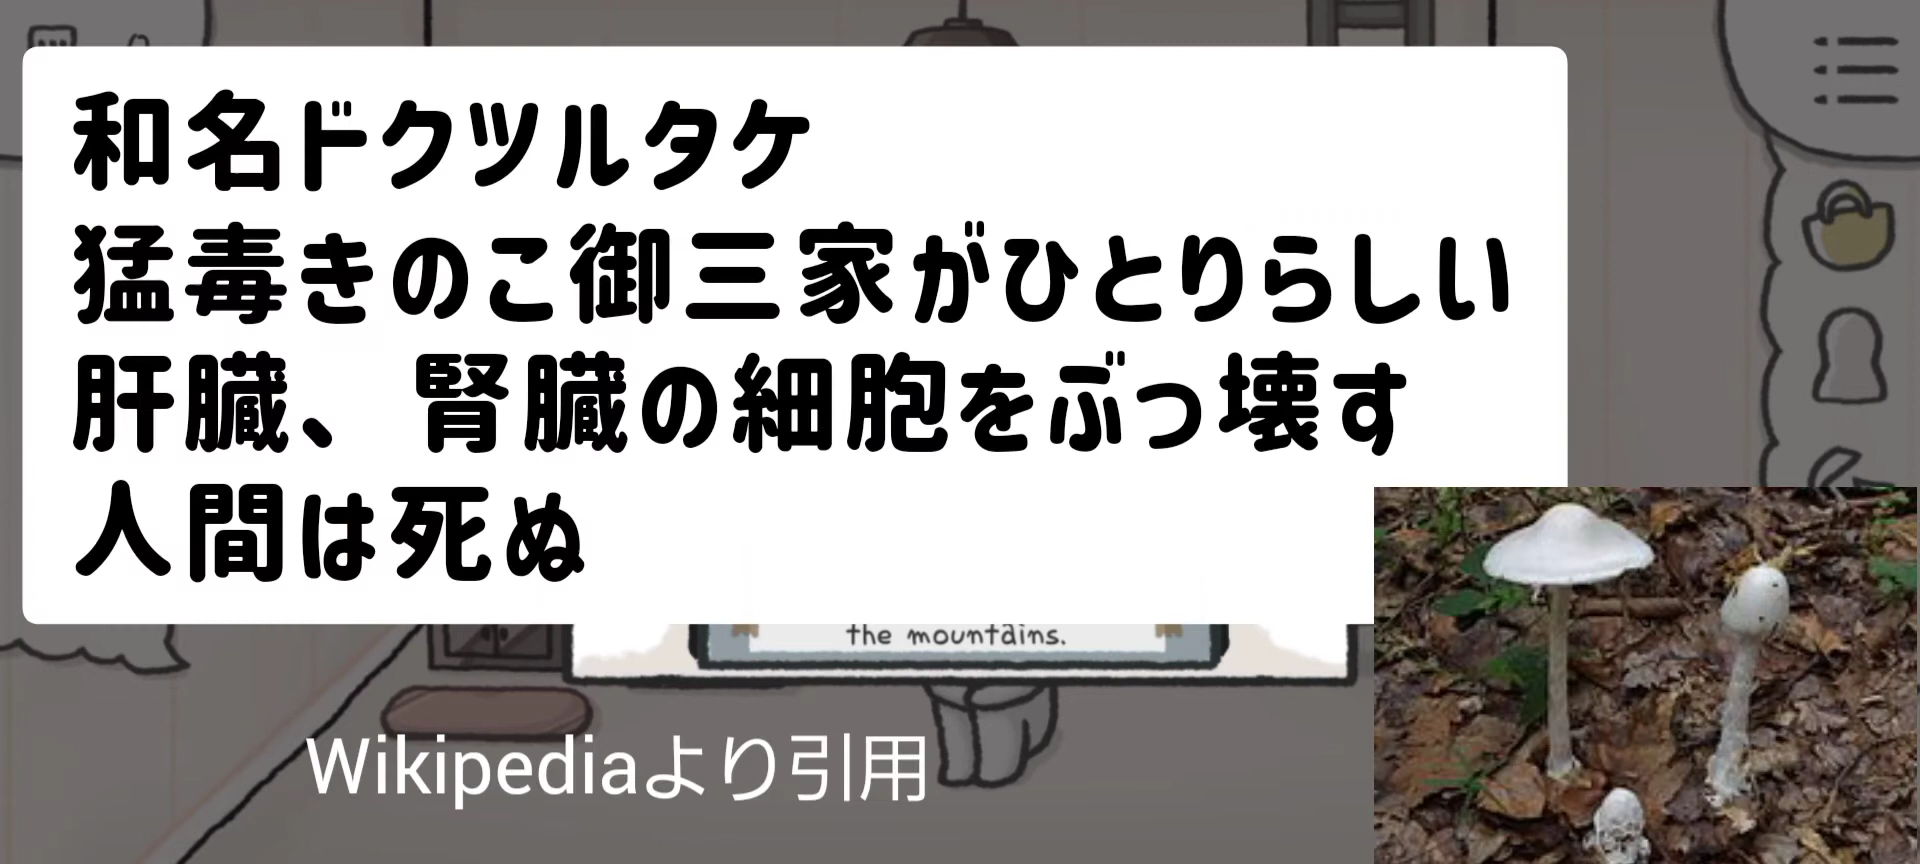 和名ドクツルタケ
猛毒きのこ御三家がひとりらしい
肝臓、腎臓の細胞をぶっ壊す
人間は死ぬ
the mountains.
Wikipediaより引用